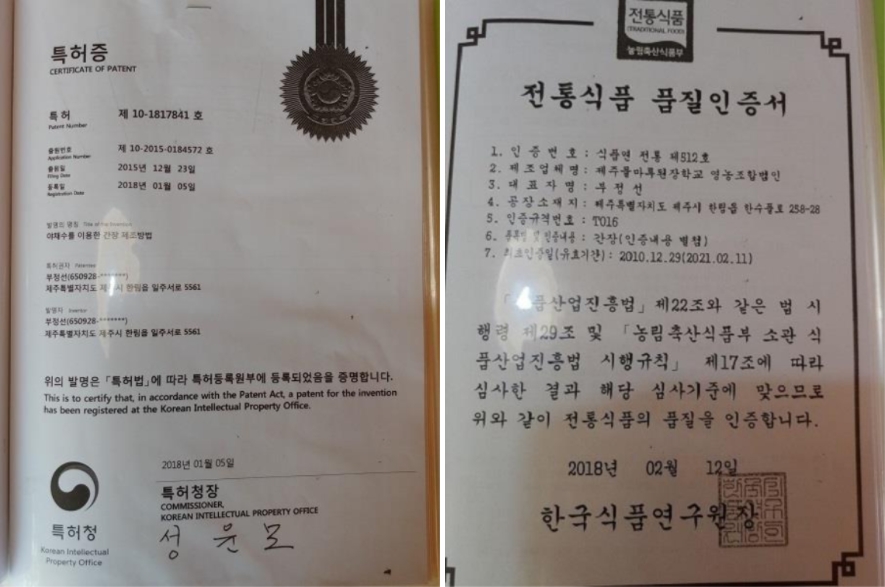 특허증
CERTIFICATE OF PATENT
특허
Patent Number
제 10-1817841 호
출원번호
Application Number
제 10-2015-0184572 호
출원일
Filing Date
2015년 12월 23일
등록일
Registration Date
2018년 01월 05일
발명의 명칭 Title of the Invention
야채수를 이용한 간장 제조방법
특허권자 Patentee
부정선(650928-*******)
제주특별자치도 제주시 한림읍 일주서로 5561
발명자 Inventor
부정선(650928-*******)
제주특별자치도 제주시 한림읍 일주서로 5561
위의 발명은 「특허법」에 따라 특허등록원부에 등록되었음을 증명합니다.
This is to certify that, in accordance with the Patent Act, a patent for the invention
has been registered at the Korean Intellectual Property Office.
2018년 01월 05일
특허청장
COMMISSIONER,
KOREAN INTELLECTUAL PROPERTY OFFICE
성윤모
특허청
Korean Intellectual
Property Office
전통식품
(TRADITIONAL FOOD)
농림축산식품부
전통식품 품질인증서
1. 인증번호 : 식품연 전통 제512호
2. 제조업체명 : 제주물마루된장학교 영농조합법인
3. 대표자명 : 부정선
4. 공장소재지 : 제주특별자치도 제주시 한림읍 한수풀로 258-28
5. 인증규격번호 : T016
6. 품목명 및 인증내용 : 간장(인증내용 별첨)
7. 최초인증일(유효기간) : 2010.12.29(2021.02.11)
「식품산업진흥법」제22조와 같은 법 시
행령 제29조 및 「농림축산식품부 소관 식
품산업진흥법 시행규칙」 제17조에 따라
심사한 결과 해당 심사기준에 맞으므로
위와 같이 전통식품의 품질을 인증합니다.
2018년 02월 12일
한국식품연구원장